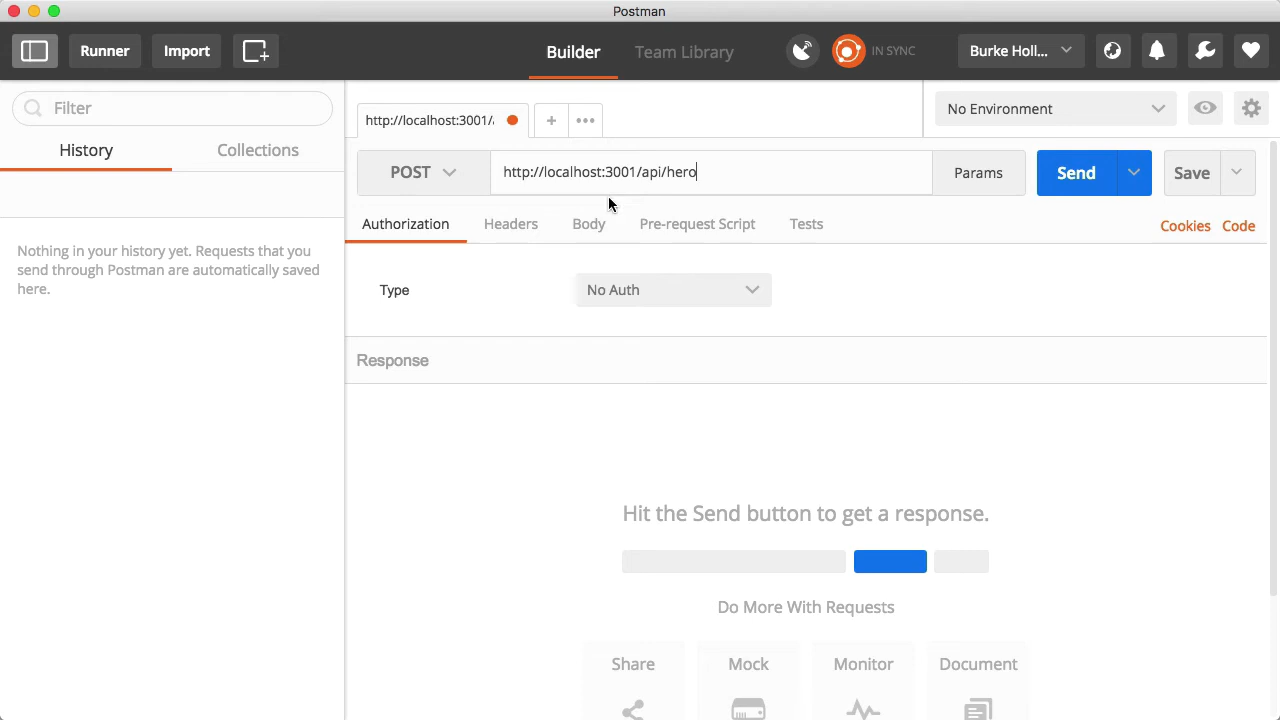 Postman
Runner
Import
Builder
Team Library
IN SYNC
Burke Holl...
Filter
History
Collections
Nothing in your history yet. Requests that you
send through Postman are automatically saved
here.
http://localhost:3001/
+
•••
No Environment
POST
http://localhost:3001/api/hero
Params
Send
Save
Authorization
Headers
Body
Pre-request Script
Tests
Cookies
Code
Type
No Auth
Response
Hit the Send button to get a response.
Do More With Requests
Share
Mock
Monitor
Document